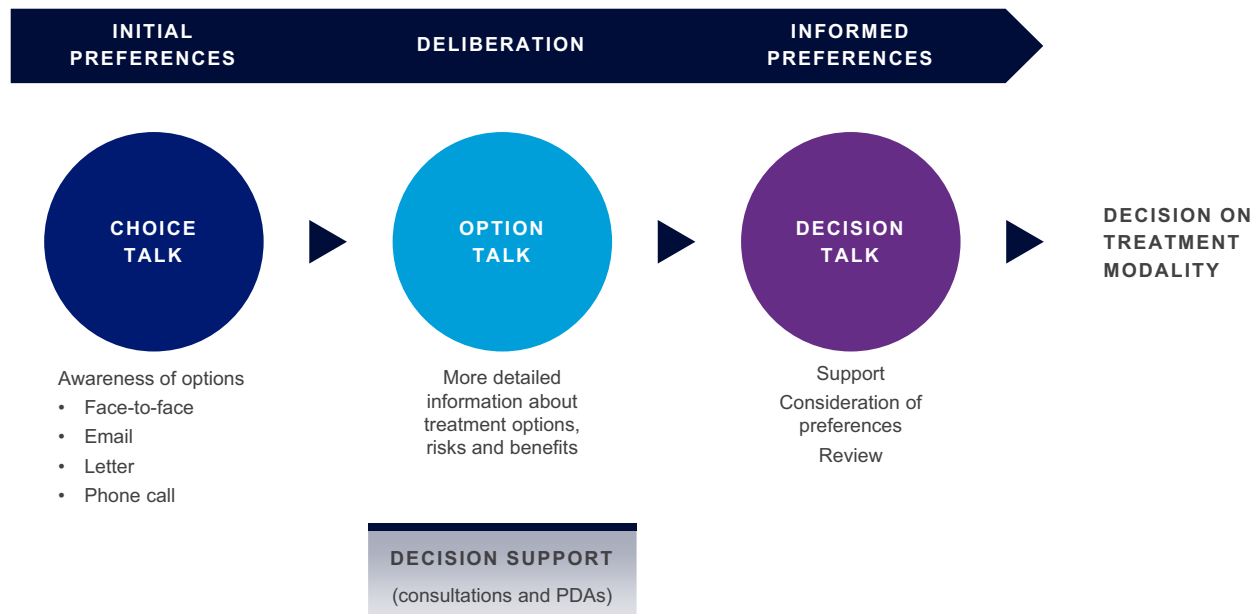 INITIAL
PREFERENCES
DELIBERATION
INFORMED
PREFERENCES
CHOICE
TALK
OPTION
TALK
DECISION
TALK
DECISION ON
TREATMENT
MODALITY
Awareness of options
• Face-to-face
• Email
• Letter
• Phone call
More detailed
information about
treatment options,
risks and benefits
Support
Consideration of
preferences
Review
DECISION SUPPORT
(consultations and PDAs)